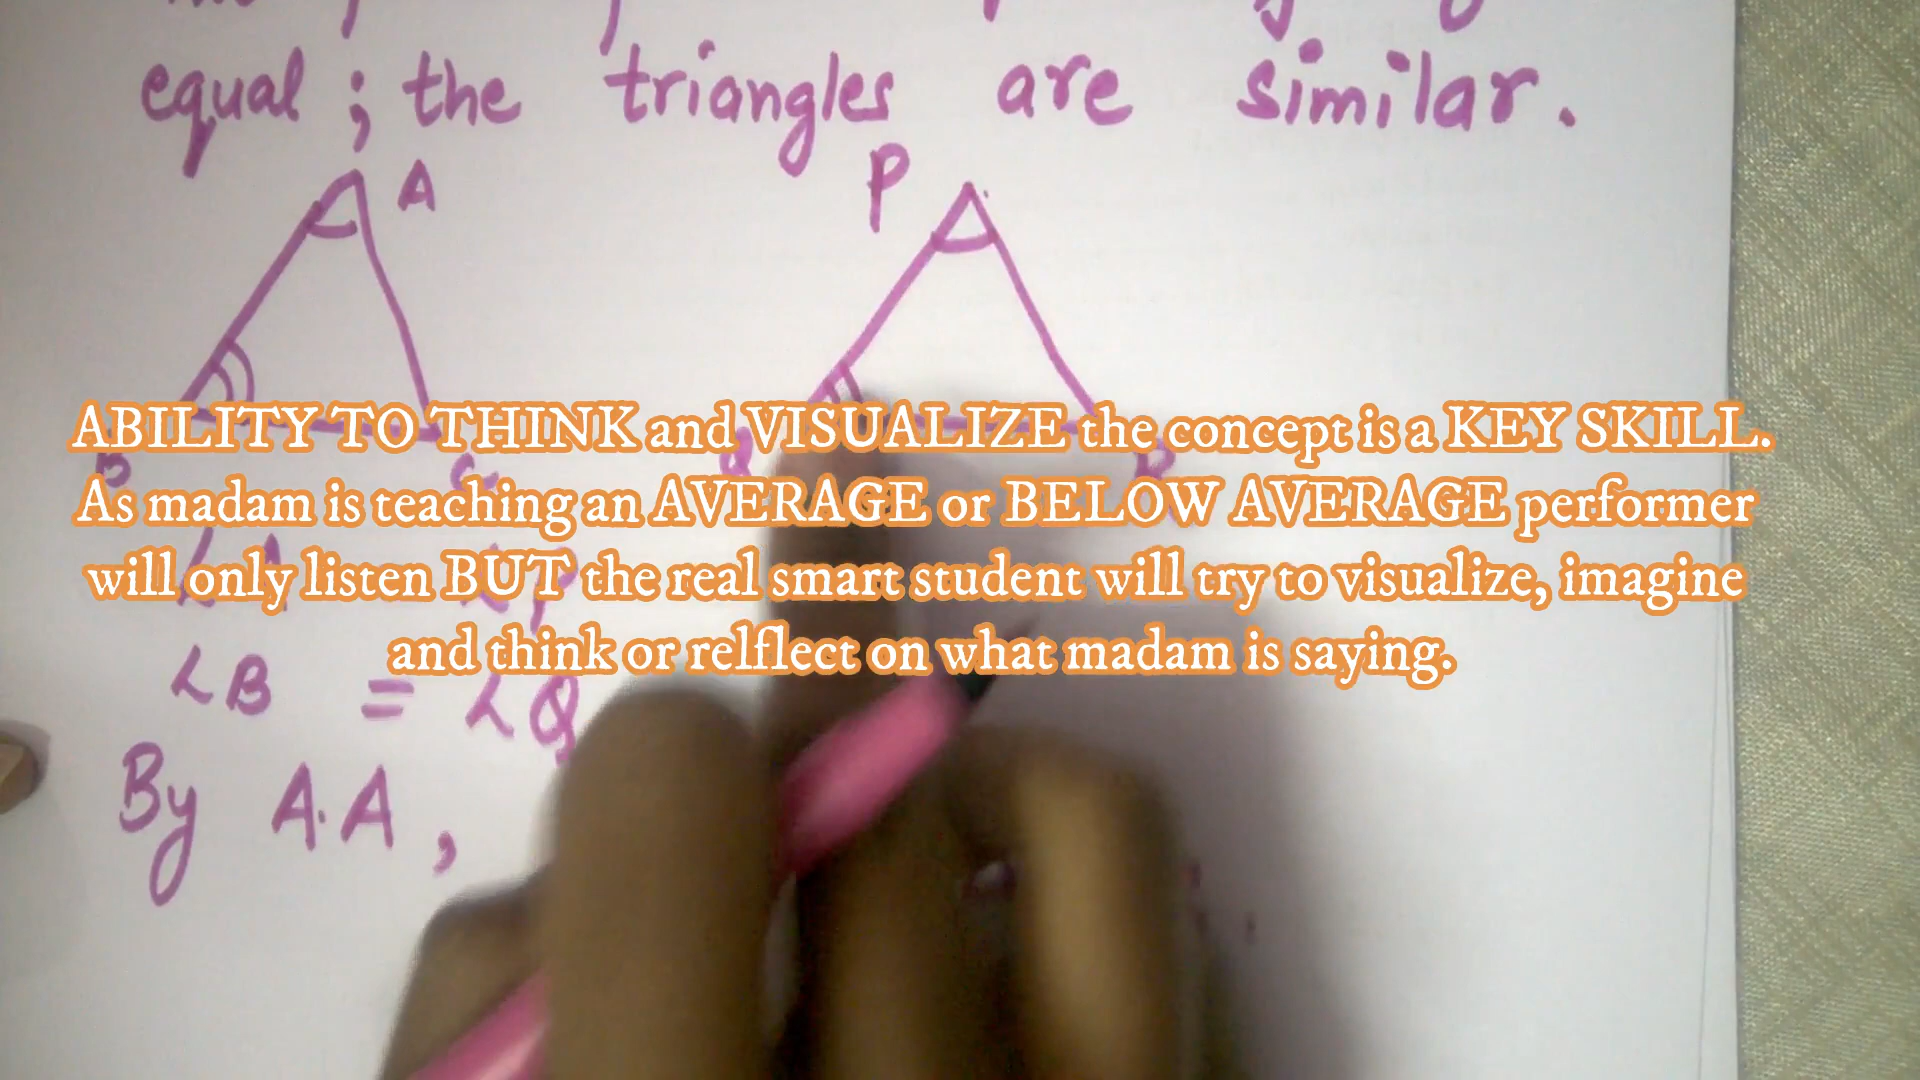 equal ; the triangles are similar.
A
P
ABILITY TO THINK and VISUALIZE the concept is a KEY SKILL.
B C Q R
As madam is teaching an AVERAGE or BELOW AVERAGE performer
∠A ∠P
will only listen BUT the real smart student will try to visualize, imagine
and think or relflect on what madam is saying.
∠B = ∠Q
By A.A,